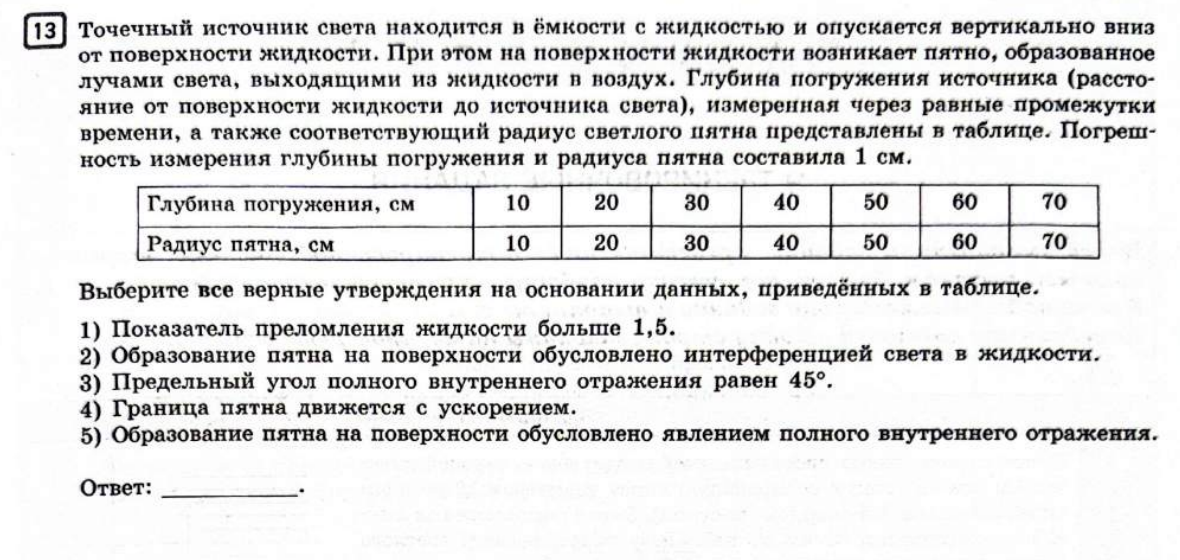 13 Точечный источник света находится в ёмкости с жидкостью и опускается вертикально вниз
от поверхности жидкости. При этом на поверхности жидкости возникает пятно, образованное
лучами света, выходящими из жидкости в воздух. Глубина погружения источника (рассто-
яние от поверхности жидкости до источника света), измеренная через равные промежутки
времени, а также соответствующий радиус светлого пятна представлены в таблице. Погреш-
ность измерения глубины погружения и радиуса пятна составила 1 см.
Глубина погружения, см 10 20 30 40 50 60 70
Радиус пятна, см 10 20 30 40 50 60 70
Выберите все верные утверждения на основании данных, приведённых в таблице.
1) Показатель преломления жидкости больше 1,5.
2) Образование пятна на поверхности обусловлено интерференцией света в жидкости.
3) Предельный угол полного внутреннего отражения равен 45°.
4) Граница пятна движется с ускорением.
5) Образование пятна на поверхности обусловлено явлением полного внутреннего отражения.
Ответ: ________.